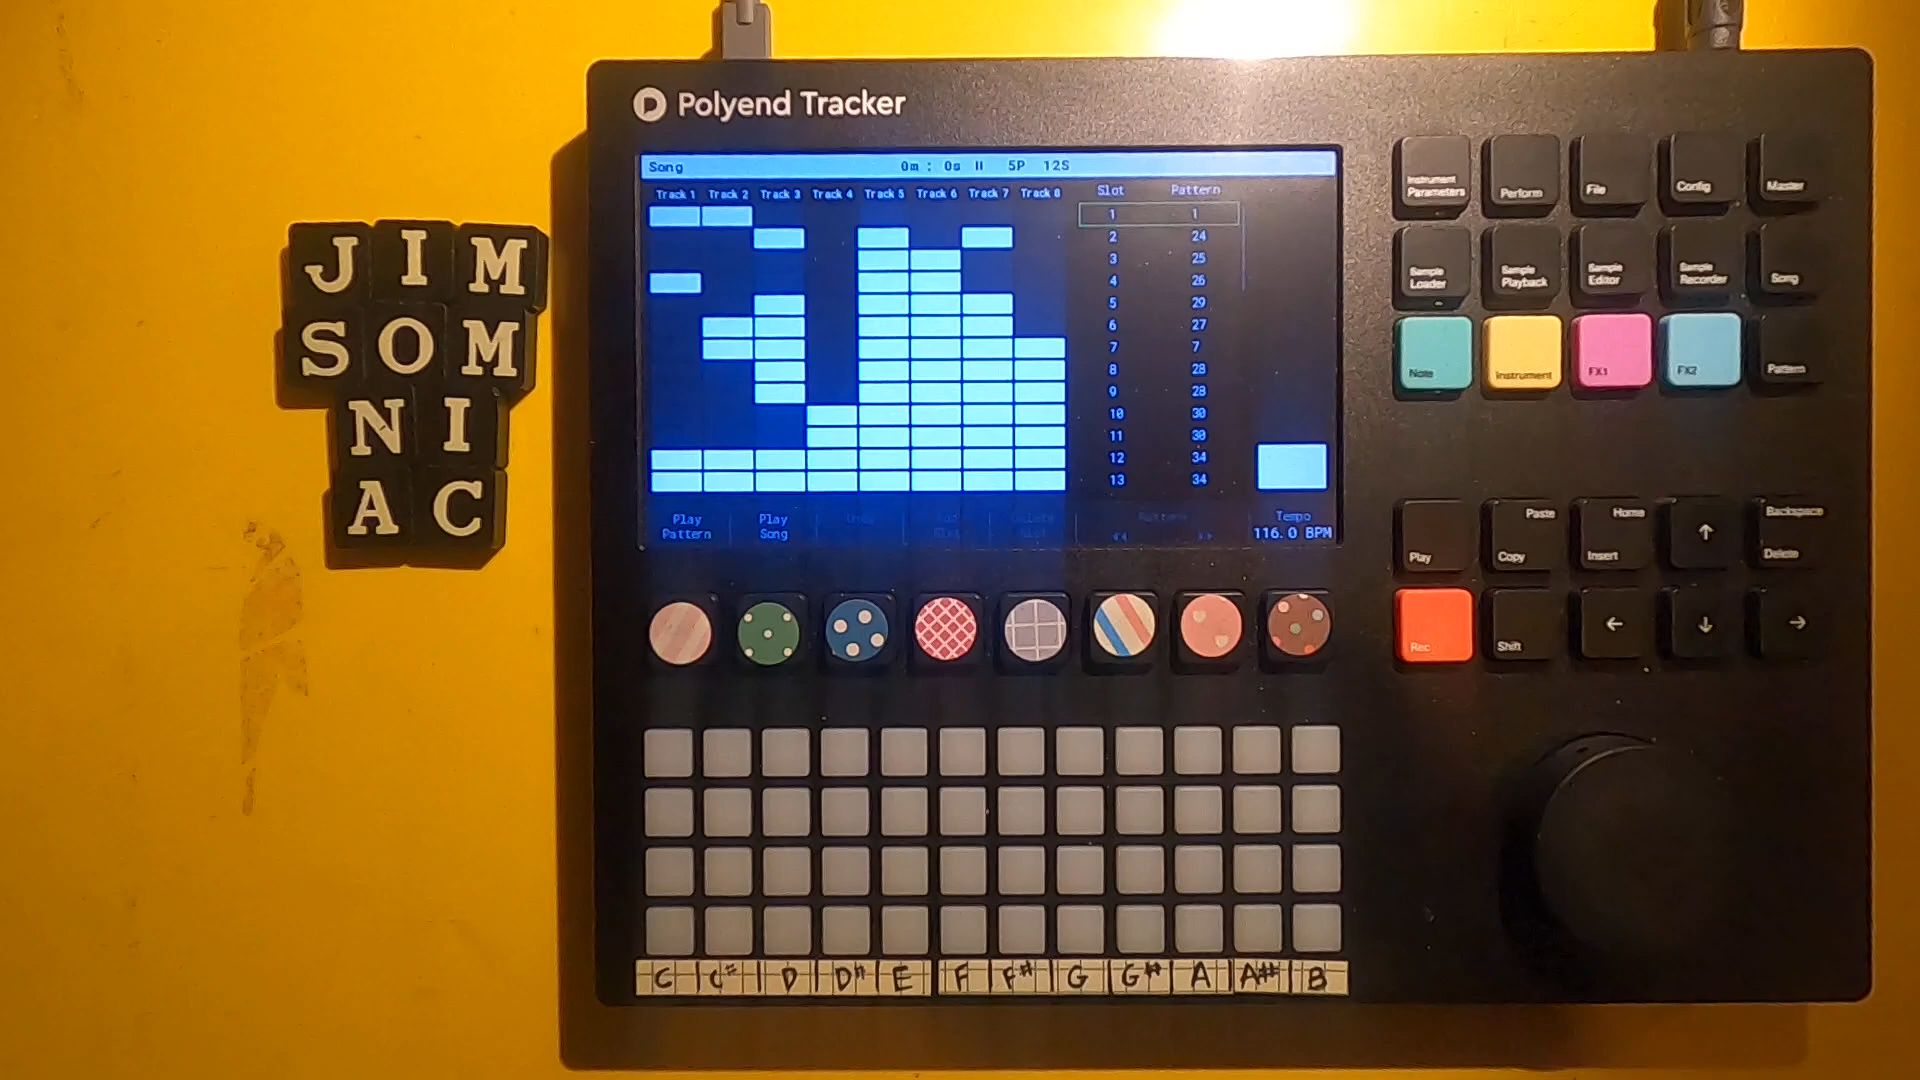 JIM
SOM
NI
AC
Polyend Tracker
Song 0m : 0s 5P 12S
Track 1 Track 2 Track 3 Track 4 Track 5 Track 6 Track 7 Track 8 Slot Pattern
1 1
2 24
3 25
4 26
5 29
6 27
7 7
8 28
9 28
10 30
11 30
12 34
13 34
Play Pattern
Play Song
Undo
Delete Slot
Pattern
Tempo
116.0 BPM
Instrument Parameters
Perform
File
Config
Master
Sample Loader
Sample Playback
Sample Editor
Sample Recorder
Song
Note
Instrument
FX1
FX2
Pattern
Play
Paste
Copy
Home
Insert
↑
Backspace
Delete
Rec
Shift
←
↓
→
C C# D D# E F F# G G# A A# B